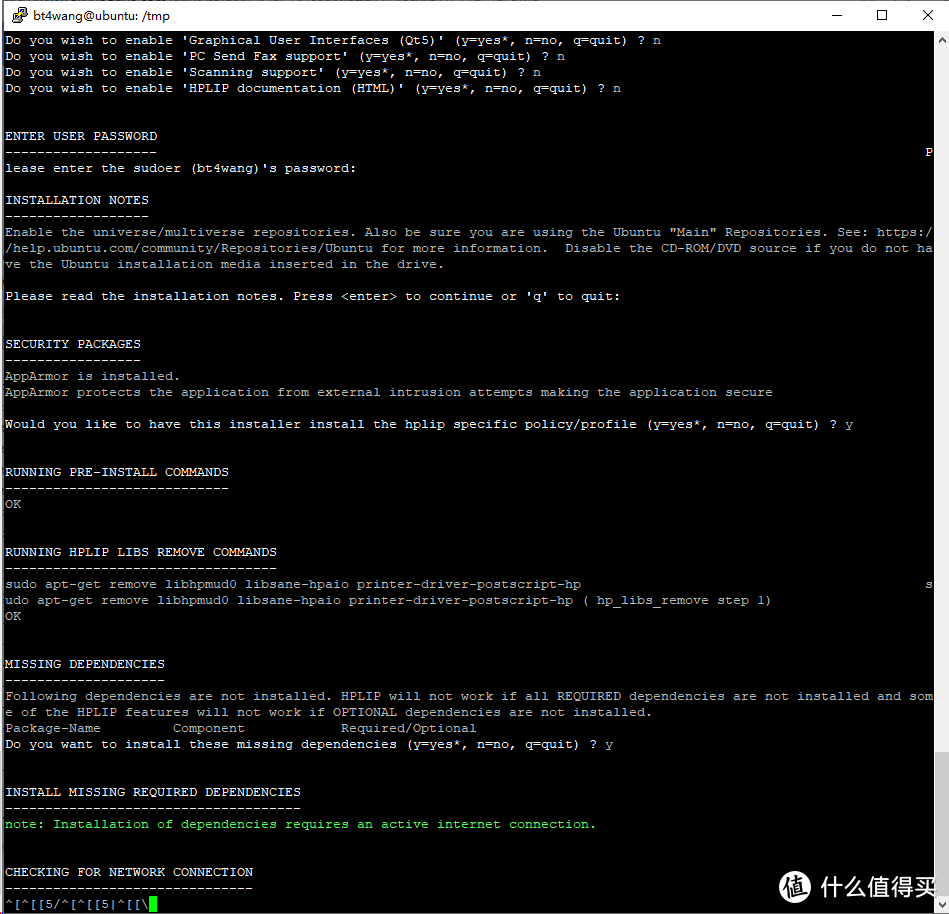 bt4wang@ubuntu: /tmp
Do you wish to enable 'Graphical User Interfaces (Qt5)' (y=yes*, n=no, q=quit) ? n
Do you wish to enable 'PC Send Fax support' (y=yes*, n=no, q=quit) ? n
Do you wish to enable 'Scanning support' (y=yes*, n=no, q=quit) ? n
Do you wish to enable 'HPLIP documentation (HTML)' (y=yes*, n=no, q=quit) ? n
ENTER USER PASSWORD
-------------------
P
lease enter the sudoer (bt4wang)'s password:
INSTALLATION NOTES
------------------
Enable the universe/multiverse repositories. Also be sure you are using the Ubuntu "Main" Repositories. See: https:/
/help.ubuntu.com/community/Repositories/Ubuntu for more information.  Disable the CD-ROM/DVD source if you do not ha
ve the Ubuntu installation media inserted in the drive.
Please read the installation notes. Press <enter> to continue or 'q' to quit:
SECURITY PACKAGES
-----------------
AppArmor is installed.
AppArmor protects the application from external intrusion attempts making the application secure
Would you like to have this installer install the hplip specific policy/profile (y=yes*, n=no, q=quit) ? y
RUNNING PRE-INSTALL COMMANDS
----------------------------
OK
RUNNING HPLIP LIBS REMOVE COMMANDS
----------------------------------
sudo apt-get remove libhpmud0 libsane-hpaio printer-driver-postscript-hp s
udo apt-get remove libhpmud0 libsane-hpaio printer-driver-postscript-hp ( hp_libs_remove step 1)
OK
MISSING DEPENDENCIES
--------------------
Following dependencies are not installed. HPLIP will not work if all REQUIRED dependencies are not installed and som
e of the HPLIP features will not work if OPTIONAL dependencies are not installed.
Package-Name         Component            Required/Optional
Do you want to install these missing dependencies (y=yes*, n=no, q=quit) ? y
INSTALL MISSING REQUIRED DEPENDENCIES
-------------------------------------
note: Installation of dependencies requires an active internet connection.
CHECKING FOR NETWORK CONNECTION
-------------------------------
^[^[[5/^[^[[5|^[[\
值 什么值得买